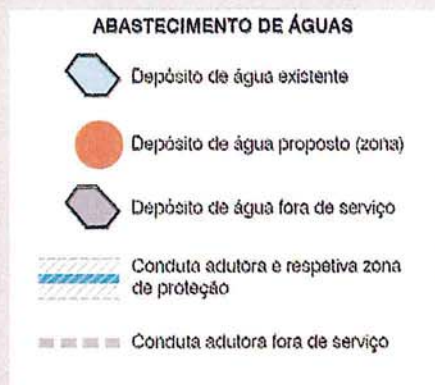 ABASTECIMENTO DE ÁGUAS
Depósito de água existente
Depósito de água proposto (zona)
Depósito de água fora de serviço
Conduta adutora e respetiva zona
de proteção
Conduta adutora fora de serviço